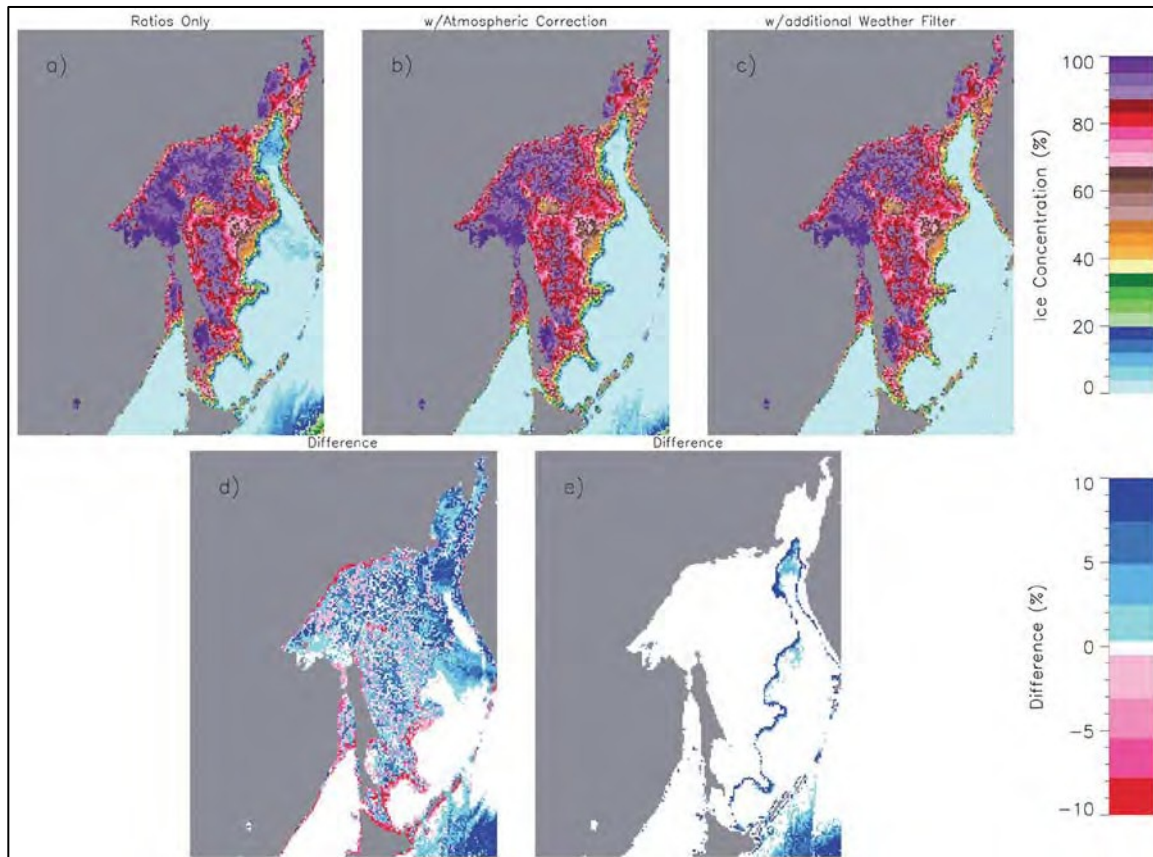 Ratios Only
w/Atmospheric Correction
w/additional Weather Filter
a)
b)
c)
100
80
60
40
20
0
Ice Concentration (%)
Difference
Difference
d)
e)
10
5
0
-5
-10
Difference (%)